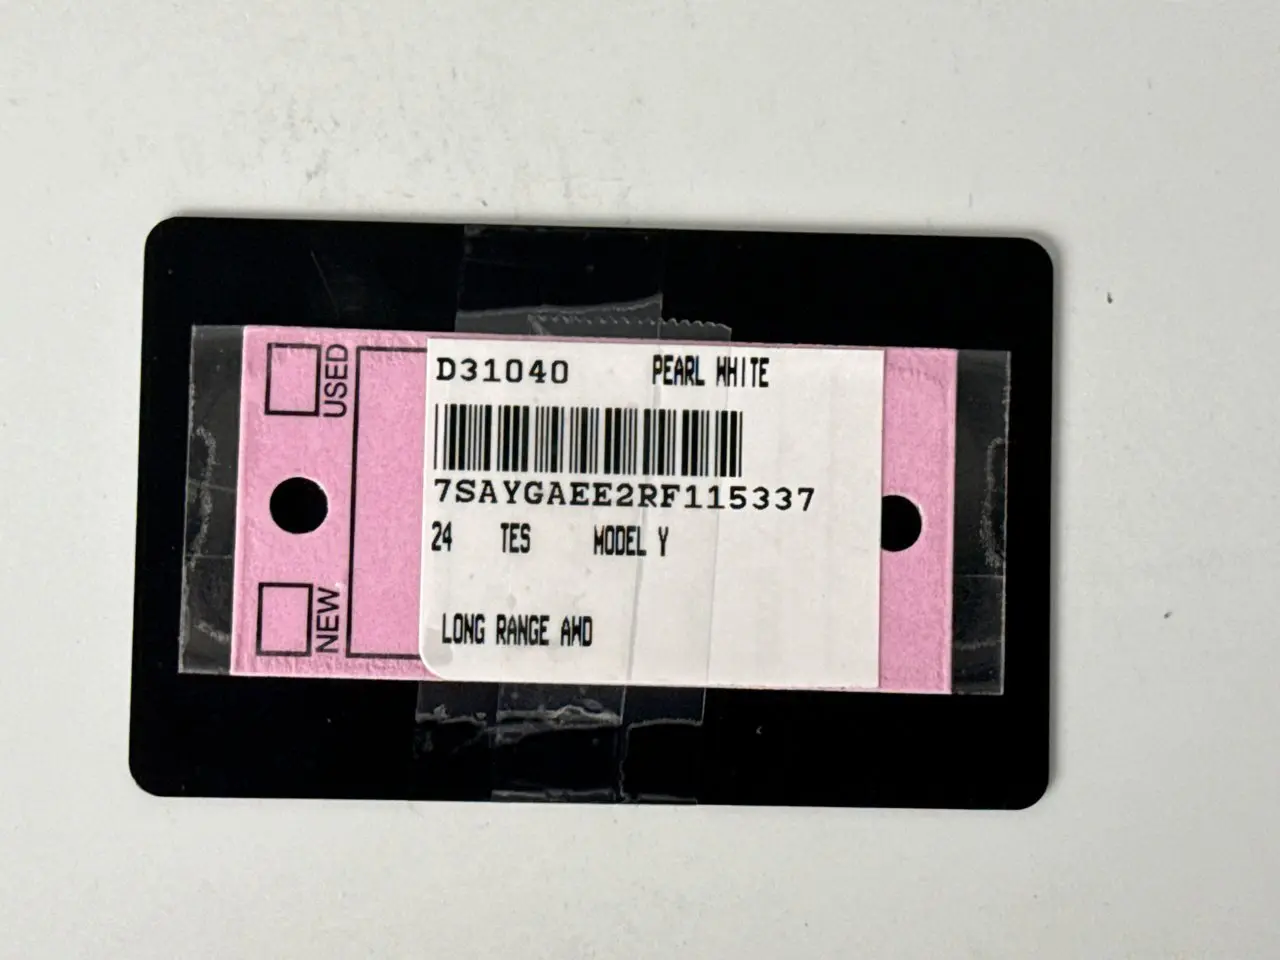 USED
NEW
D31040 PEARL WHITE
7SAYGAEE2RF115337
24 TES MODEL Y
LONG RANGE AWD